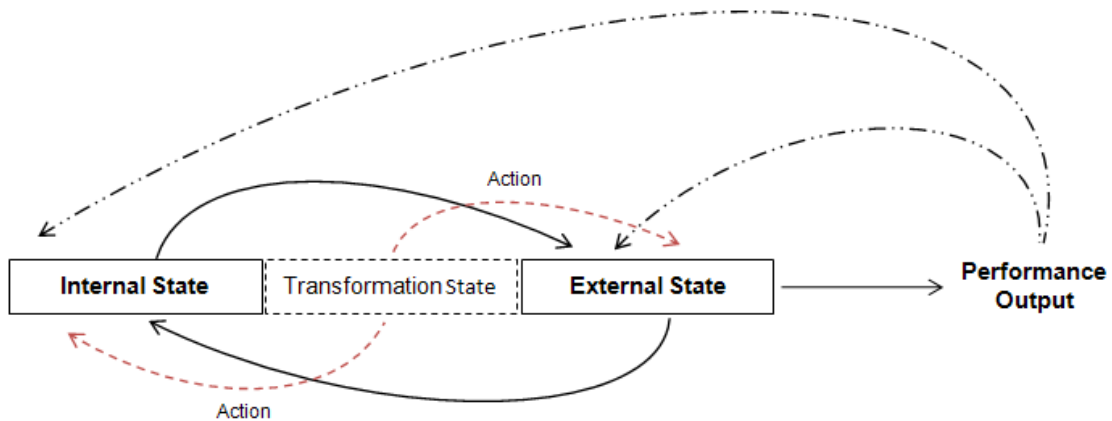 Action
Internal State
Transformation State
External State
Performance
Output
Action